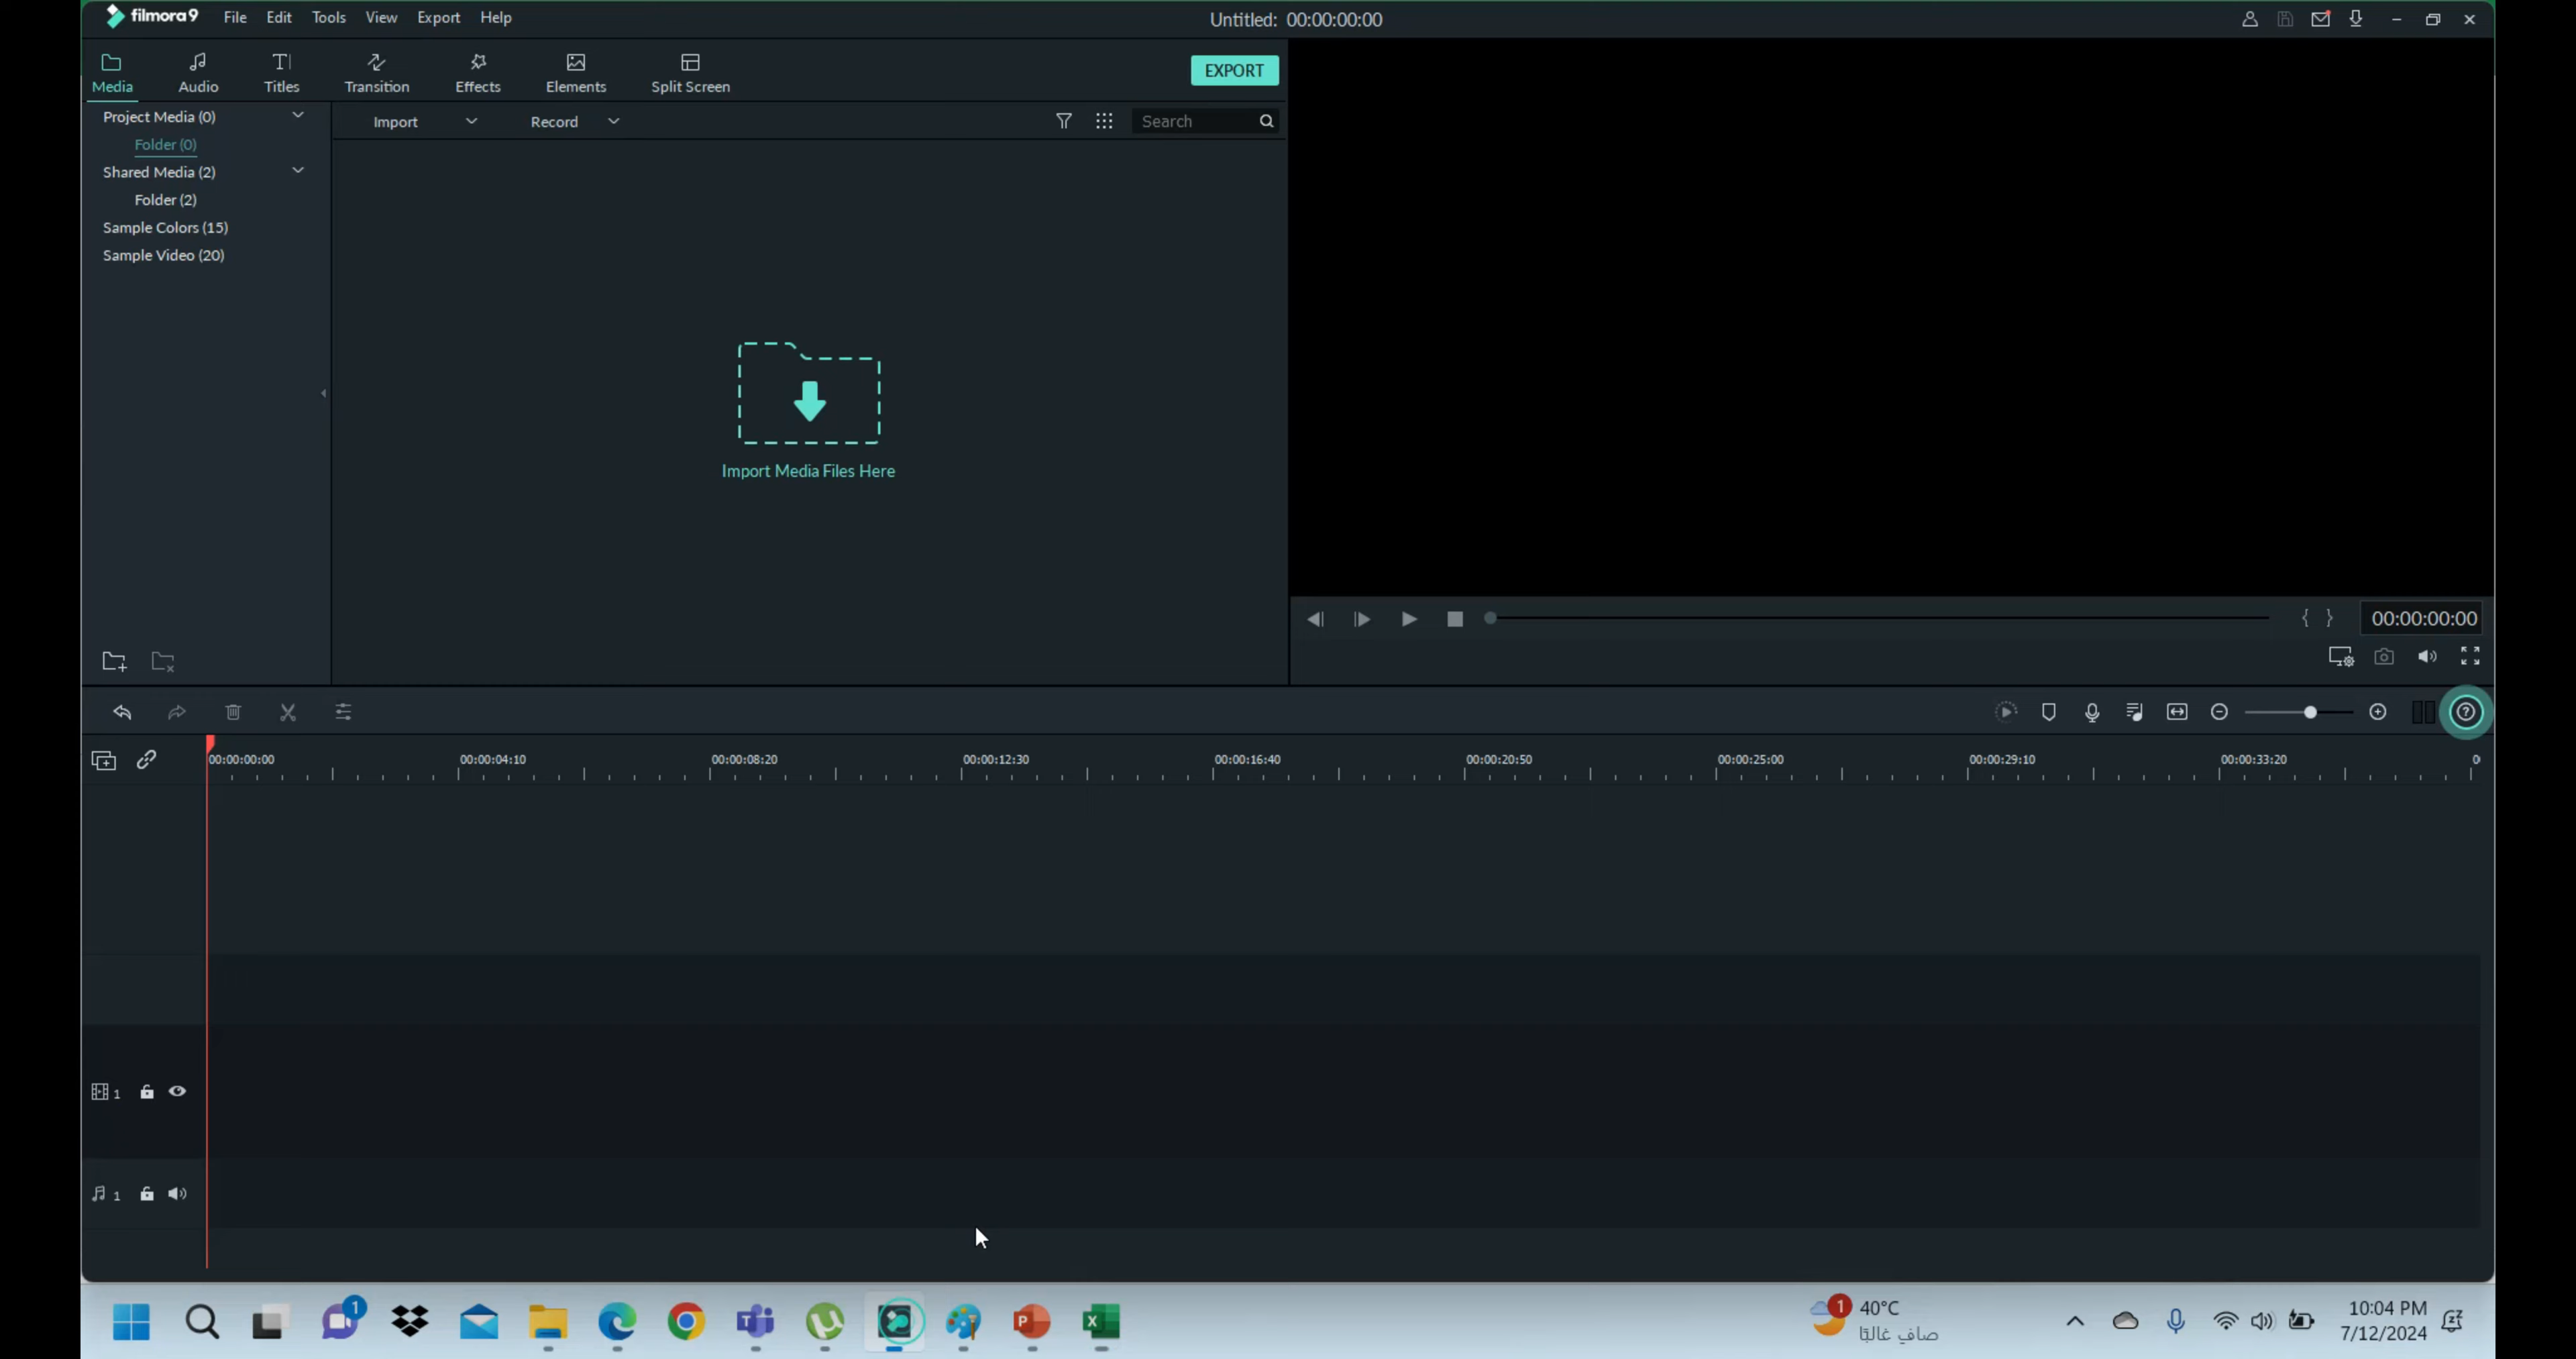 filmora9 File Edit Tools View Export Help
Untitled: 00:00:00:00
Media Audio Titles Transition Effects Elements Split Screen
EXPORT
Project Media (0)
Folder (0)
Shared Media (2)
Folder (2)
Sample Colors (15)
Sample Video (20)
Import Record Search
Import Media Files Here
00:00:00:00
00:00:00:00 00:00:04:10 00:00:08:20 00:00:12:30 00:00:16:40 00:00:20:50 00:00:25:00 00:00:29:10 00:00:33:20 0
1
1
1
1
40°C
صافٍ غالبًا
10:04 PM
7/12/2024